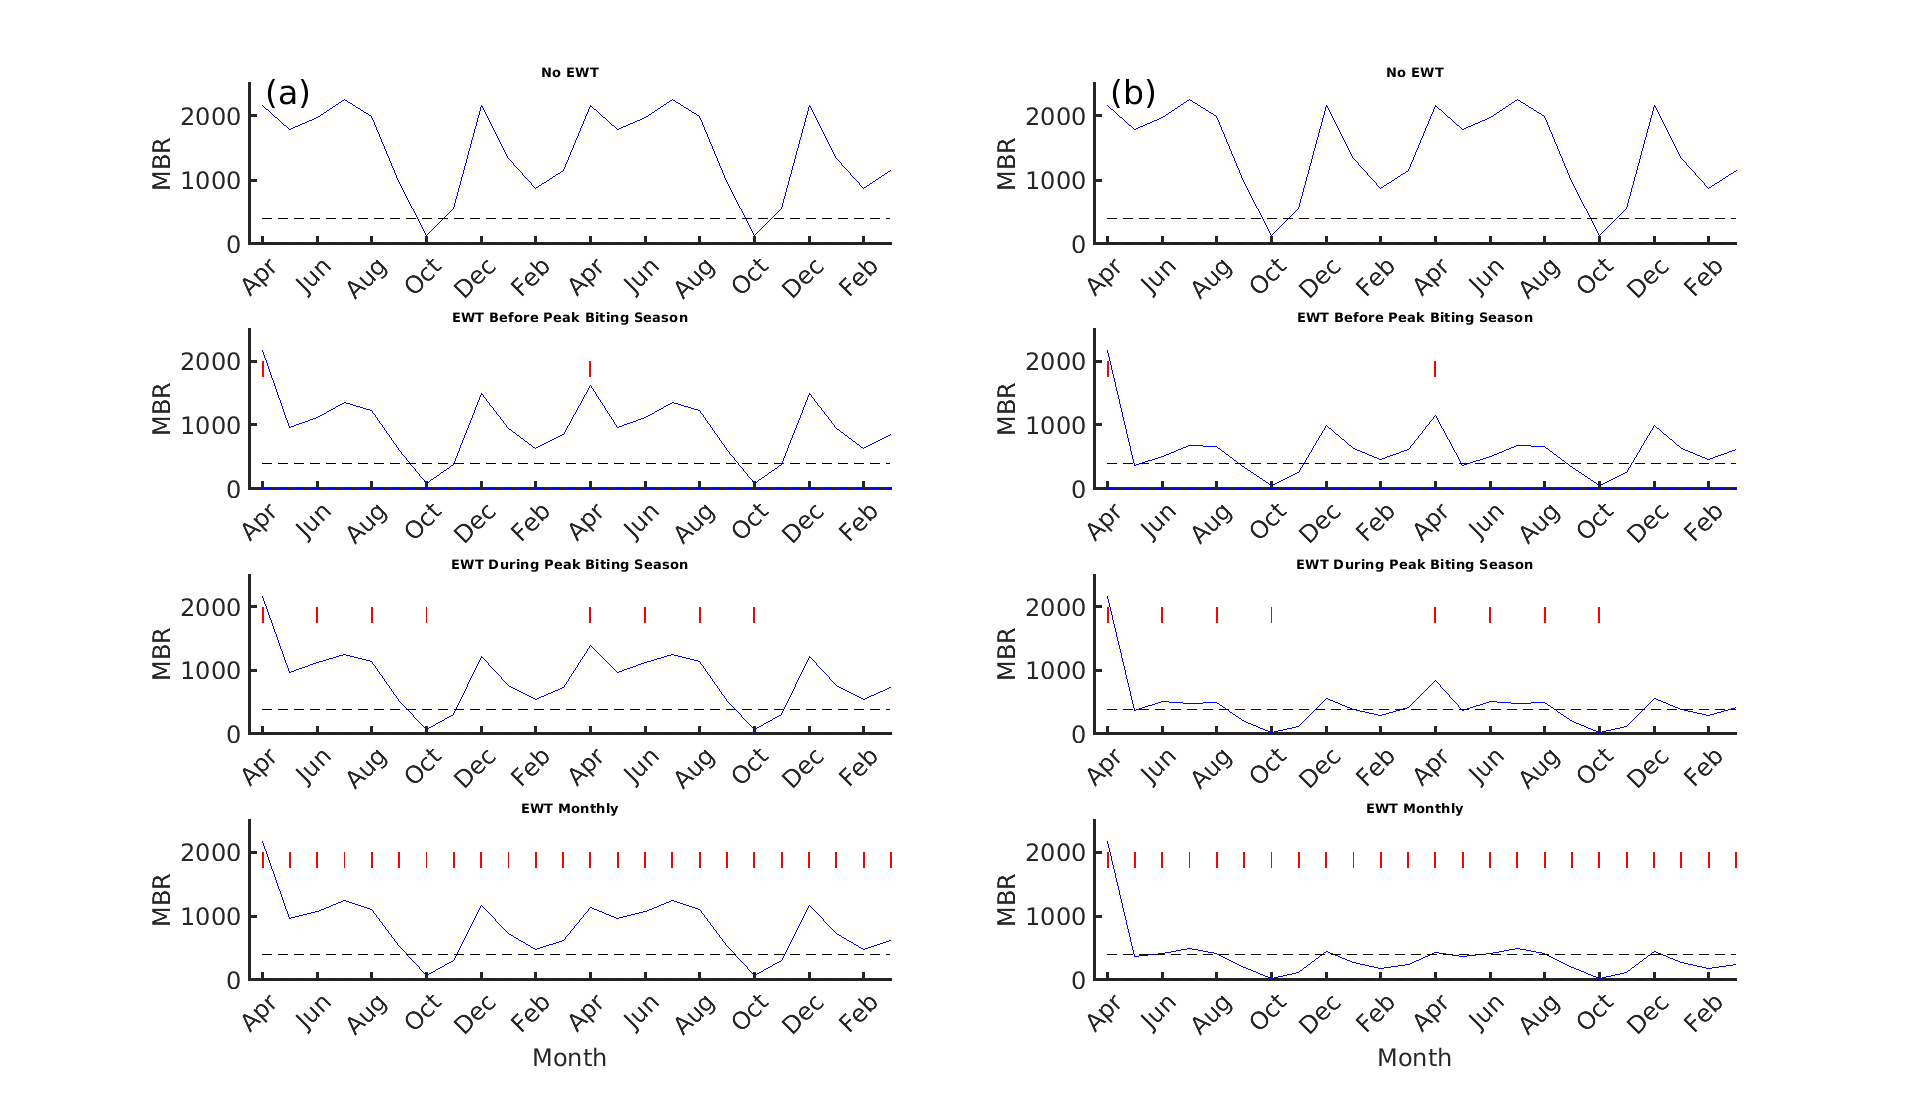 (a)
No EWT
MBR
2000
1000
0
Apr Jun Aug Oct Dec Feb Apr Jun Aug Oct Dec Feb
EWT Before Peak Biting Season
MBR
2000
1000
0
Apr Jun Aug Oct Dec Feb Apr Jun Aug Oct Dec Feb
EWT During Peak Biting Season
MBR
2000
1000
0
Apr Jun Aug Oct Dec Feb Apr Jun Aug Oct Dec Feb
EWT Monthly
MBR
2000
1000
0
Apr Jun Aug Oct Dec Feb Apr Jun Aug Oct Dec Feb
Month
(b)
No EWT
MBR
2000
1000
0
Apr Jun Aug Oct Dec Feb Apr Jun Aug Oct Dec Feb
EWT Before Peak Biting Season
MBR
2000
1000
0
Apr Jun Aug Oct Dec Feb Apr Jun Aug Oct Dec Feb
EWT During Peak Biting Season
MBR
2000
1000
0
Apr Jun Aug Oct Dec Feb Apr Jun Aug Oct Dec Feb
EWT Monthly
MBR
2000
1000
0
Apr Jun Aug Oct Dec Feb Apr Jun Aug Oct Dec Feb
Month